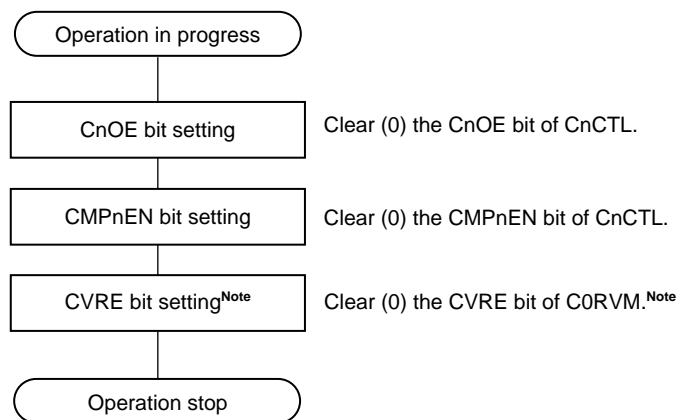 Operation in progress
CnOE bit setting
Clear (0) the CnOE bit of CnCTL.
CMPnEN bit setting
Clear (0) the CMPnEN bit of CnCTL.
CVRE bit settingNote
Clear (0) the CVRE bit of C0RVM.Note
Operation stop